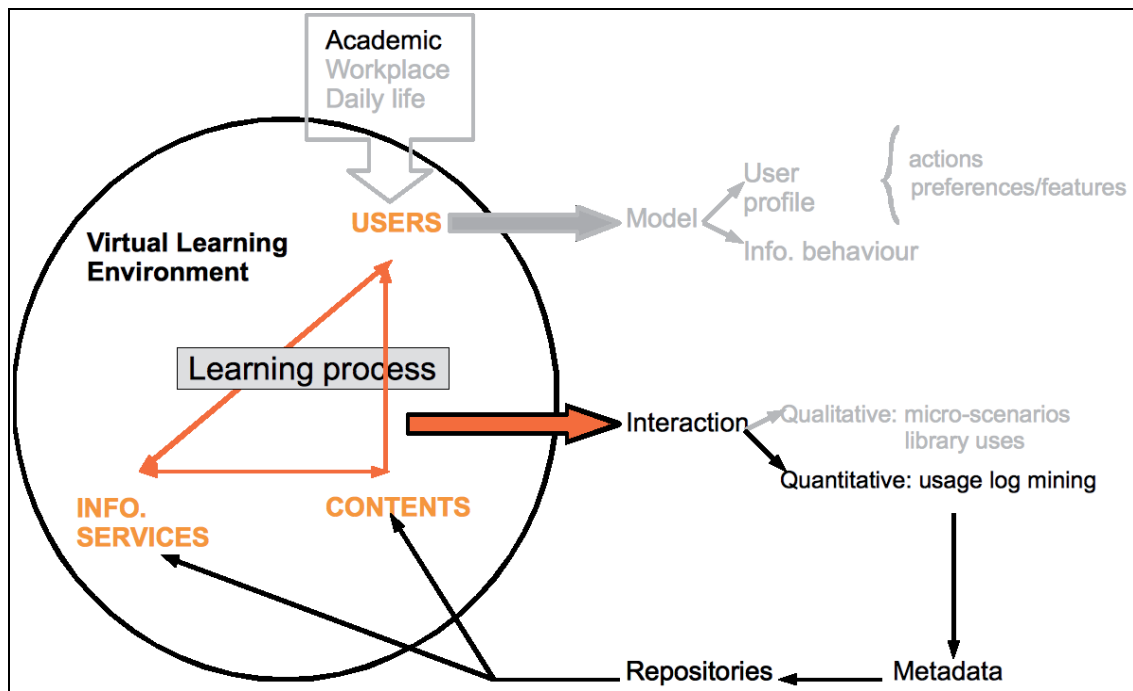 Academic
Workplace
Daily life
USERS
Virtual Learning
Environment
Learning process
INFO.
SERVICES
CONTENTS
Model
User
profile
Info. behaviour
actions
preferences/features
Interaction
Qualitative: micro-scenarios
library uses
Quantitative: usage log mining
Metadata
Repositories